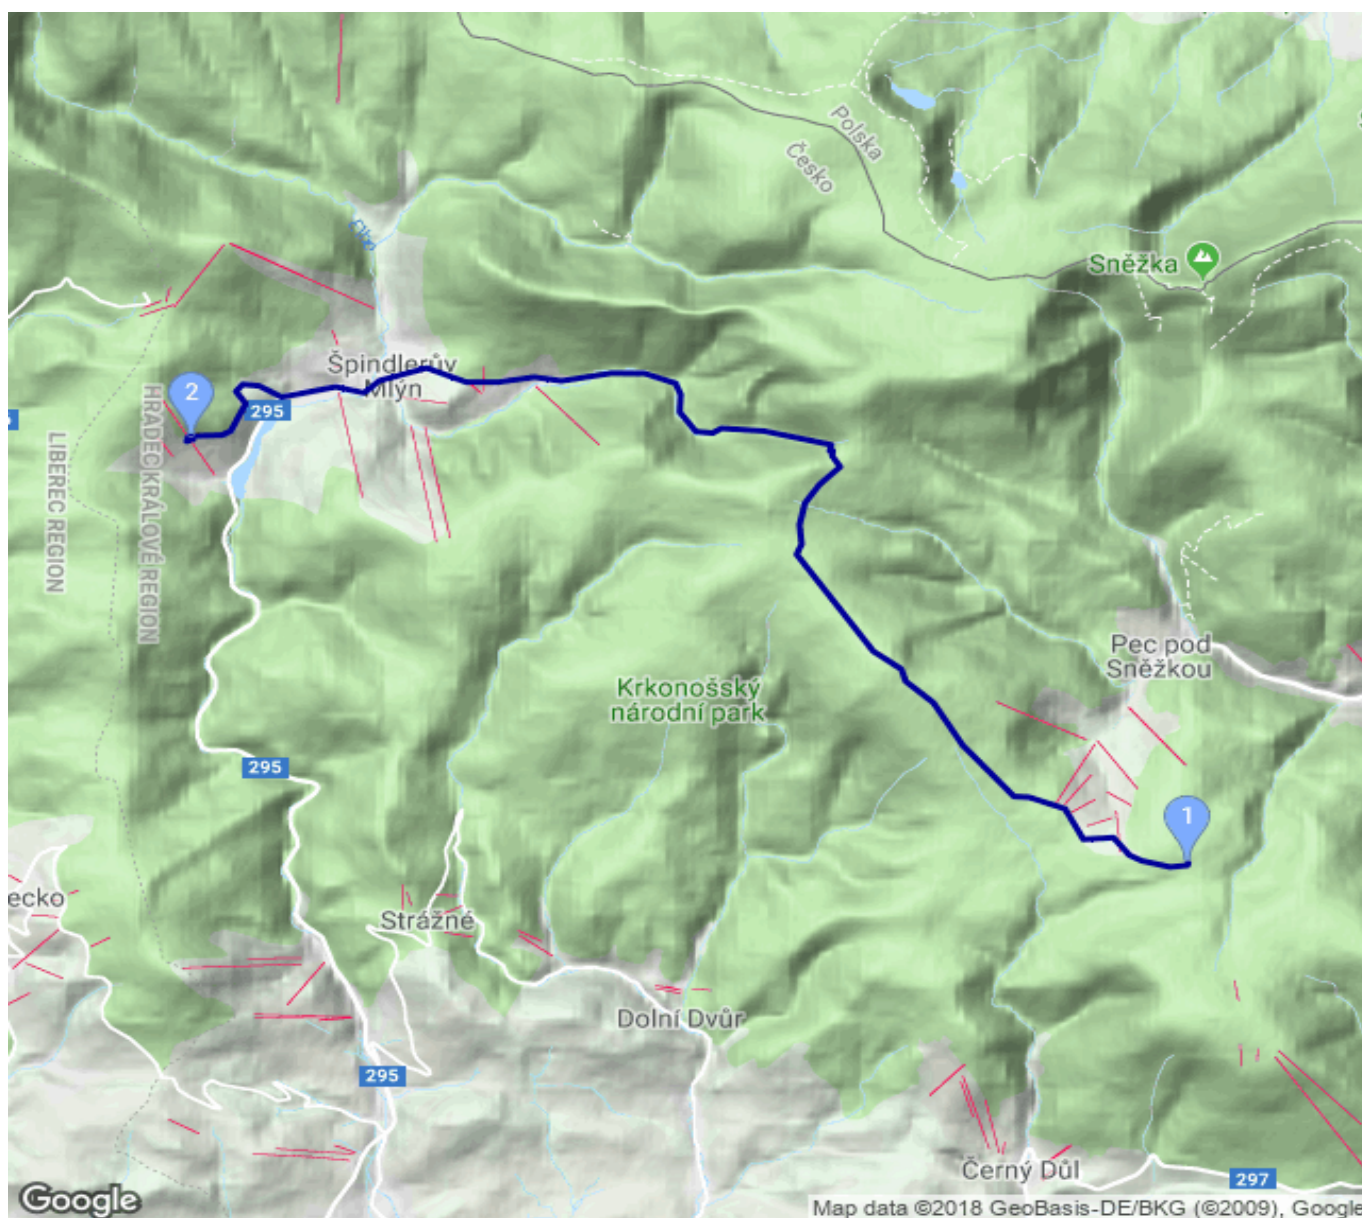 Polska
Česko
Elbe
Sněžka
Špindlerův
Mlýn
2
295
HRADEC KRÁLOVÉ REGION
LIBEREC REGION
Pec pod
Sněžkou
Krkonošský
národní park
295
1
ecko
Strážné
Dolní Dvůr
295
Černý Důl
297
Google
Map data ©2018 GeoBasis-DE/BKG (©2009), Google